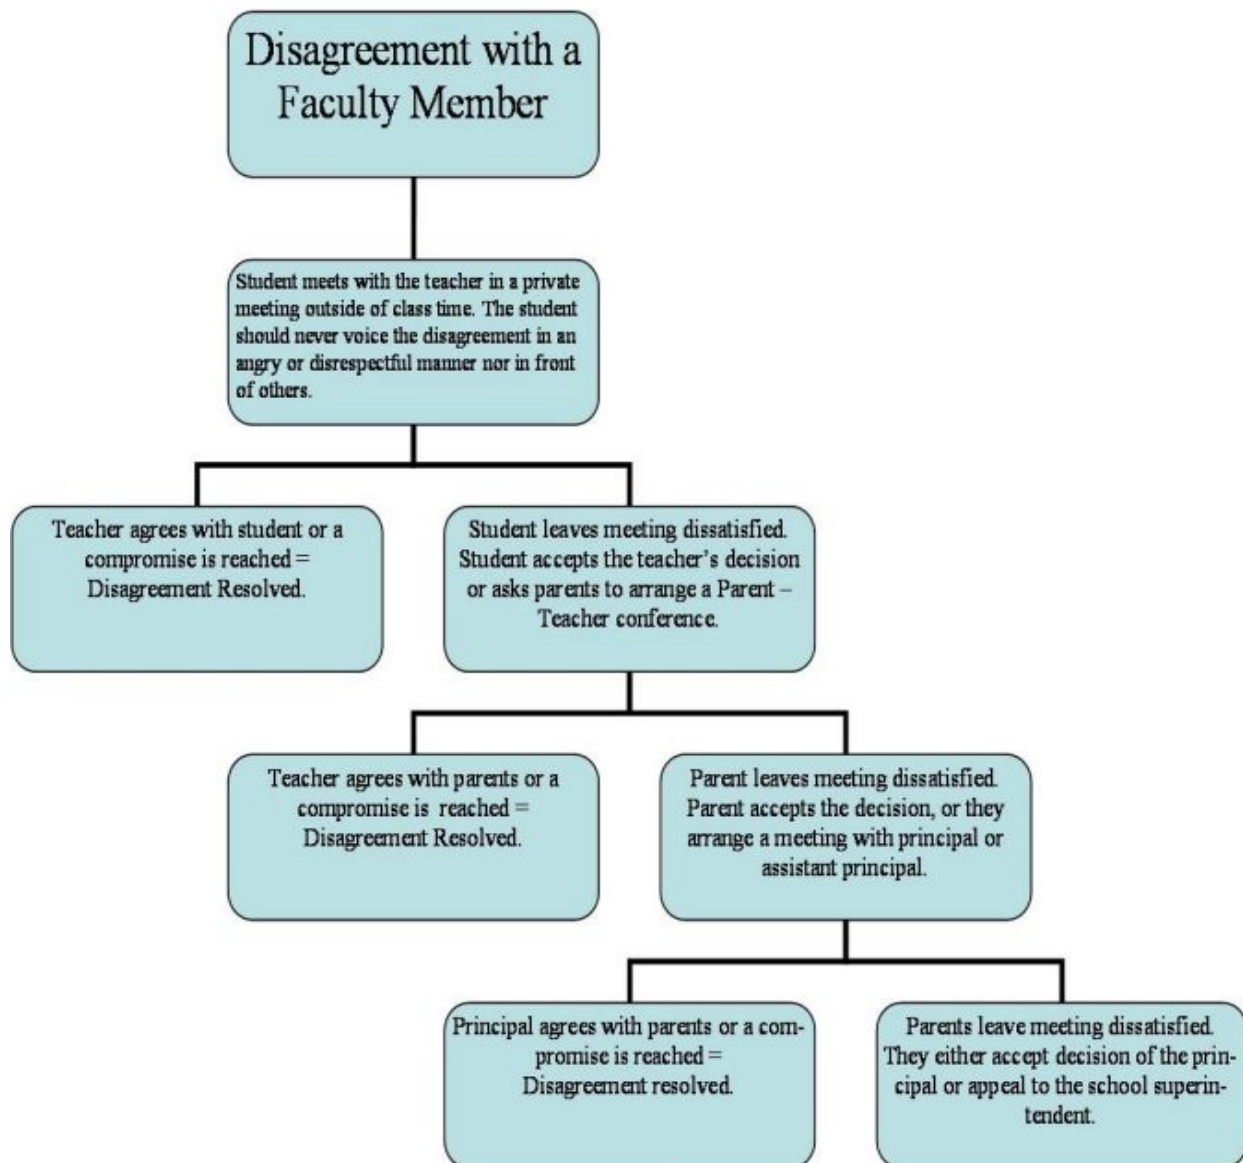 Disagreement with a
Faculty Member
Student meets with the teacher in a private
meeting outside of class time. The student
should never voice the disagreement in an
angry or disrespectful manner nor in front
of others.
Teacher agrees with student or a
compromise is reached =
Disagreement Resolved.
Student leaves meeting dissatisfied.
Student accepts the teacher’s decision
or asks parents to arrange a Parent –
Teacher conference.
Teacher agrees with parents or a
compromise is reached =
Disagreement Resolved.
Parent leaves meeting dissatisfied.
Parent accepts the decision, or they
arrange a meeting with principal or
assistant principal.
Principal agrees with parents or a com-
promise is reached =
Disagreement resolved.
Parents leave meeting dissatisfied.
They either accept decision of the prin-
cipal or appeal to the school superin-
tendent.